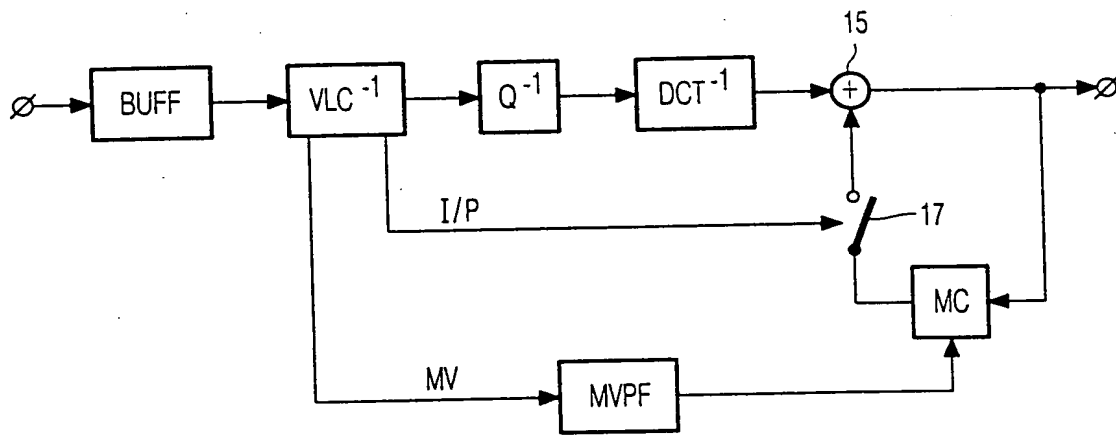 15
BUFF
VLC⁻¹
Q⁻¹
DCT⁻¹
+
I/P
17
MC
MV
MVPF